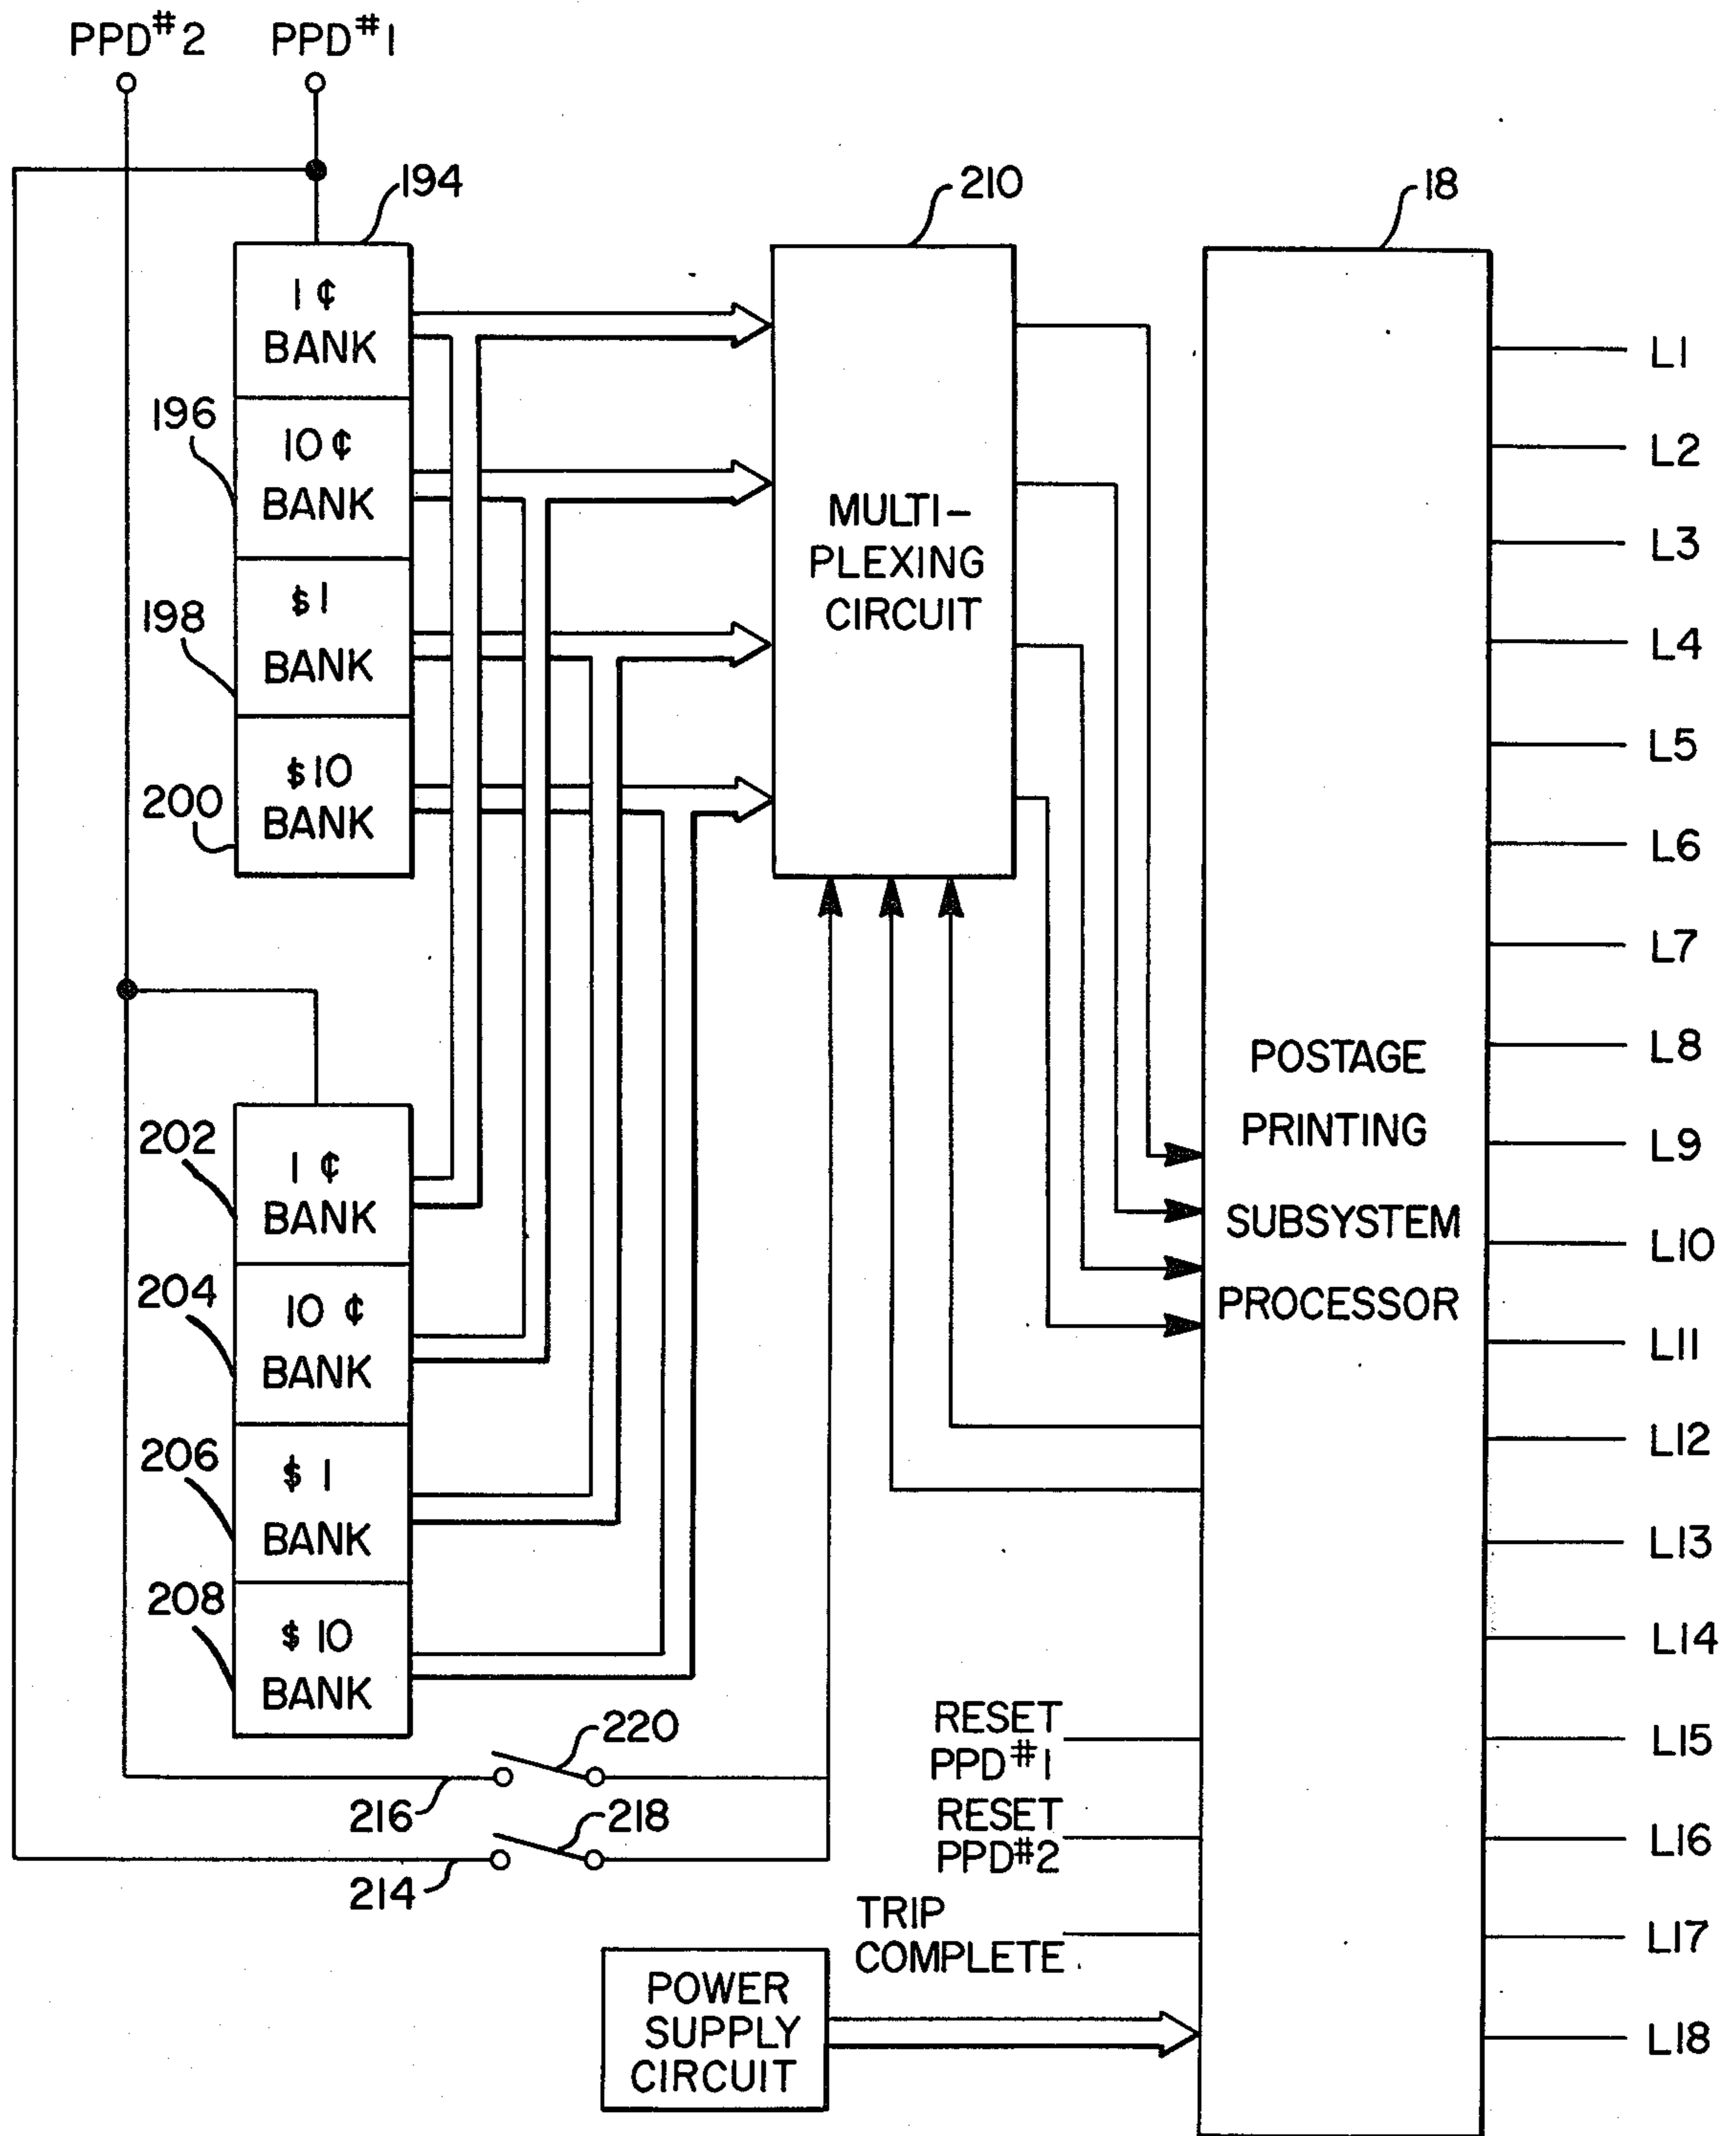 PPD#2
PPD#1
194
210
18
1 ¢
BANK
196
10 ¢
BANK
198
$1
BANK
200
$10
BANK
MULTI-
PLEXING
CIRCUIT
202
1 ¢
BANK
204
10 ¢
BANK
206
$ 1
BANK
208
$ 10
BANK
220
216
218
214
POSTAGE
PRINTING
SUBSYSTEM
PROCESSOR
RESET
PPD#1
RESET
PPD#2
TRIP
COMPLETE
POWER
SUPPLY
CIRCUIT
L1
L2
L3
L4
L5
L6
L7
L8
L9
L10
L11
L12
L13
L14
L15
L16
L17
L18